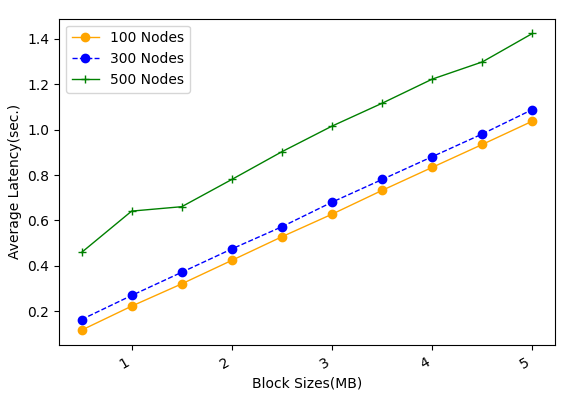 100 Nodes
300 Nodes
500 Nodes
Average Latency(sec.)
1.4
1.2
1.0
0.8
0.6
0.4
0.2
1 2 3 4 5
Block Sizes(MB)